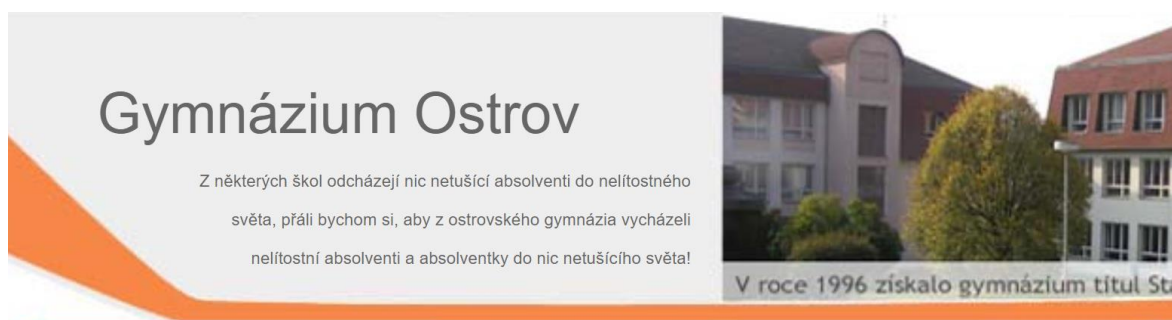 Gymnázium Ostrov
Z některých škol odcházejí nic netušící absolventi do nelítostného
světa, přáli bychom si, aby z ostrovského gymnázia vycházeli
nelítostní absolventi a absolventky do nic netušícího světa!
V roce 1996 získalo gymnázium titul